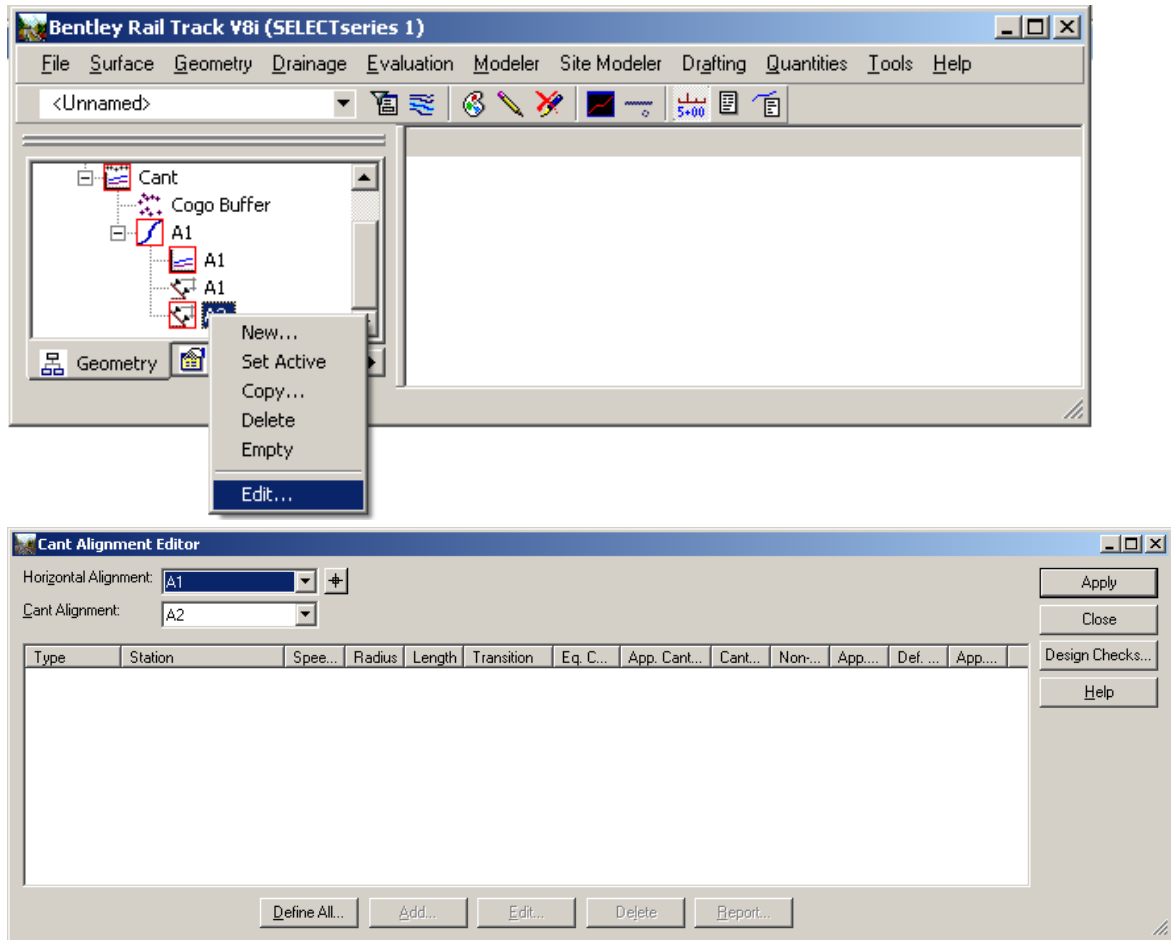 Bentley Rail Track V8i (SELECTseries 1)
File Surface Geometry Drainage Evaluation Modeler Site Modeler Drafting Quantities Tools Help
<Unnamed>
5+00
Cant
Cogo Buffer
A1
A1
A1
New...
Set Active
Geometry
Copy...
Delete
Empty
Edit...
Cant Alignment Editor
Horizontal Alignment: A1
Apply
Cant Alignment: A2
Close
Type Station Spee... Radius Length Transition Eq. C... App. Cant... Cant... Non-... App.... Def. ... App....
Design Checks...
Help
Define All... Add... Edit... Delete Report...